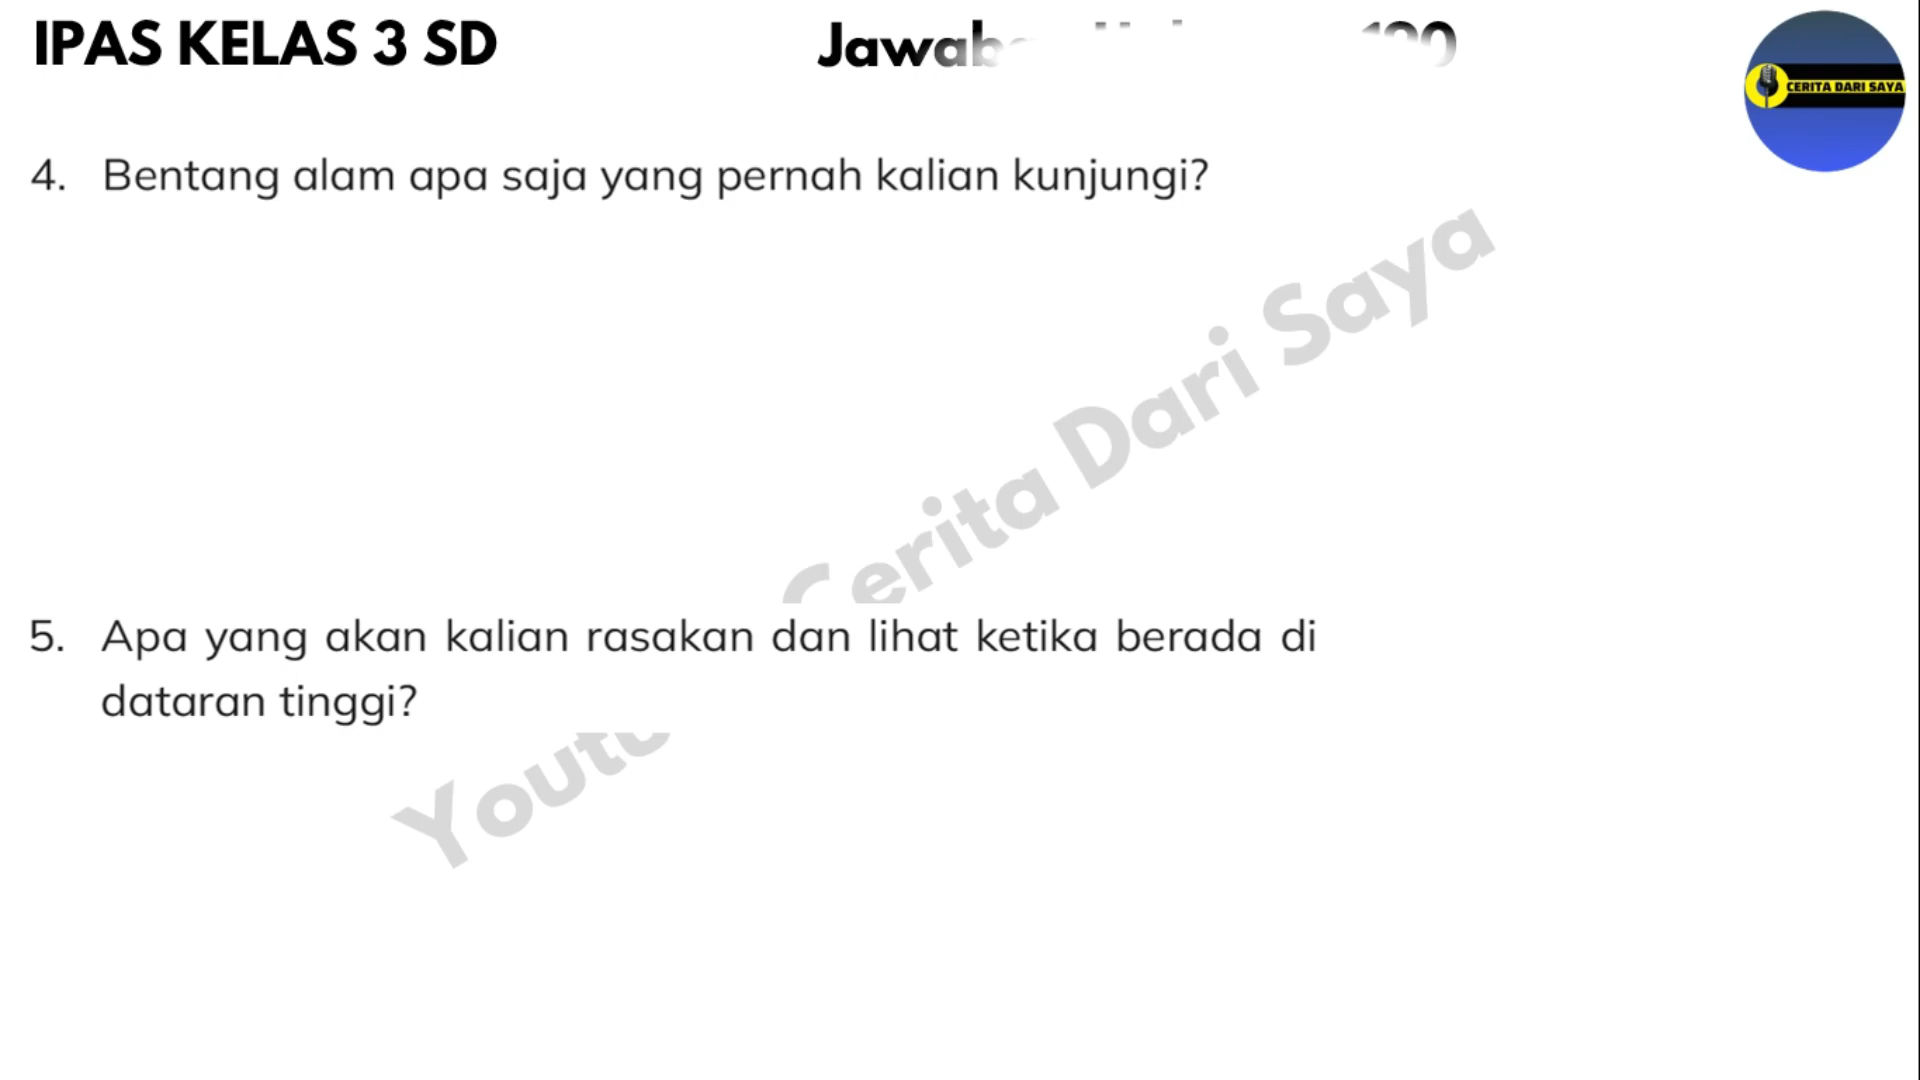 IPAS KELAS 3 SD
CERITA DARI SAYA
4. Bentang alam apa saja yang pernah kalian kunjungi?
Cerita Dari Saya
5. Apa yang akan kalian rasakan dan lihat ketika berada di
dataran tinggi?